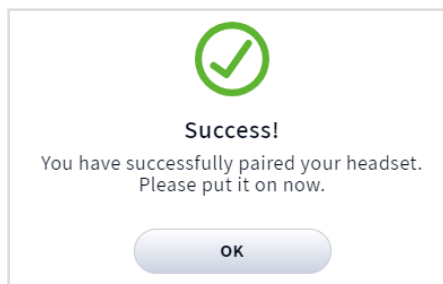 Success!
You have successfully paired your headset.
Please put it on now.
OK